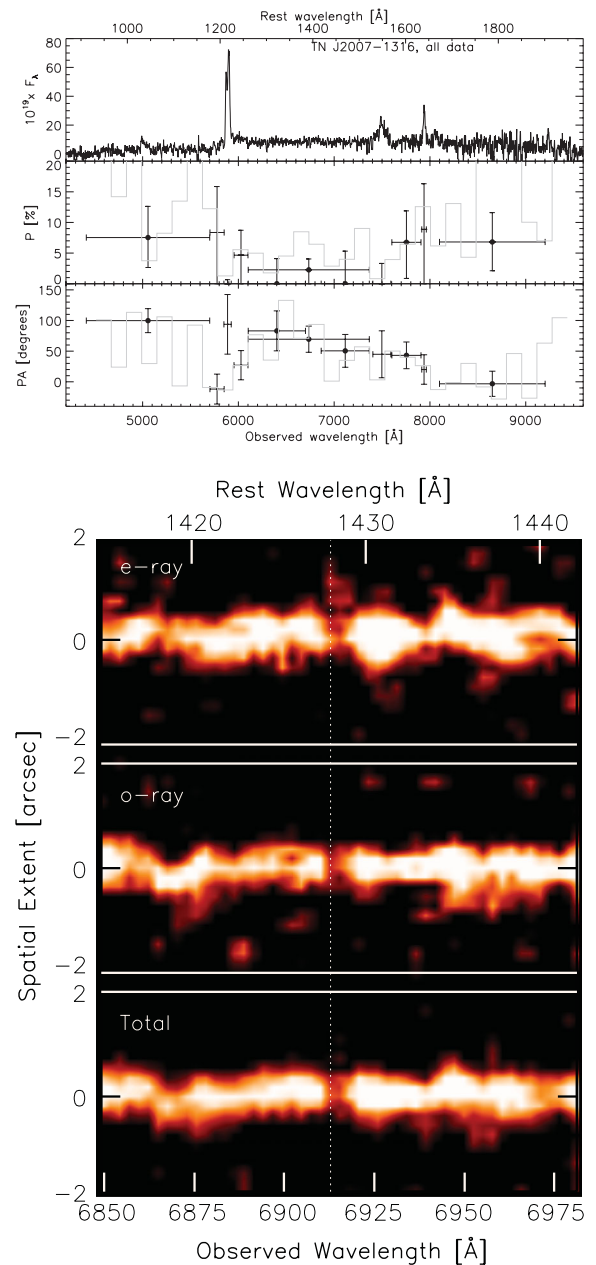 Rest wavelength [Å]
1000 1200 1400 1600 1800
TN J2007-1316, all data
80
60
40
20
0
10¹⁹x Fλ
20
15
10
5
0
P [%]
150
100
50
0
PA [degrees]
5000 6000 7000 8000 9000
Observed wavelength [Å]
Rest Wavelength [Å]
1420 1430 1440
2
e-ray
0
-2
2
o-ray
0
-2
2
Total
0
-2
Spatial Extent [arcsec]
6850 6875 6900 6925 6950 6975
Observed Wavelength [Å]